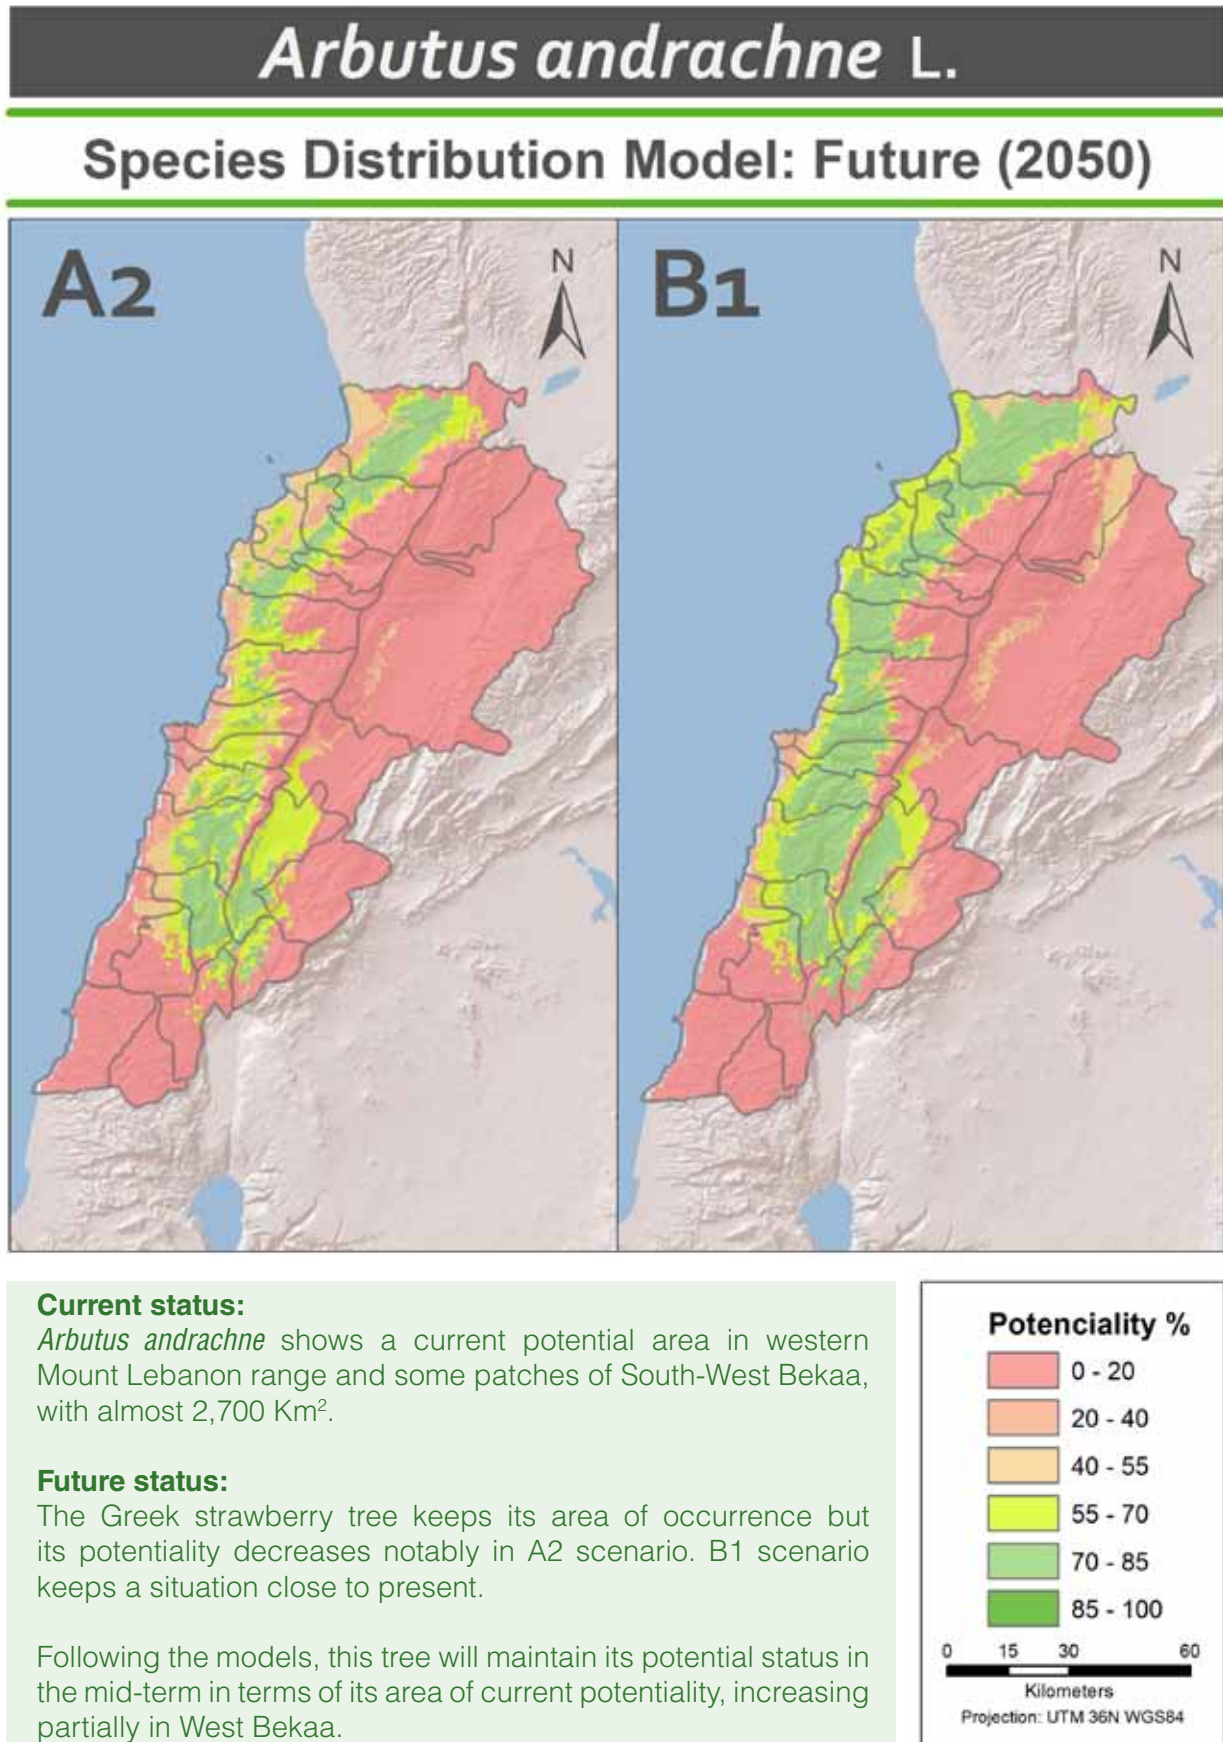 Arbutus andrachne L.
Species Distribution Model: Future (2050)
A2
N
B1
N
Current status:
Arbutus andrachne shows a current potential area in western
Mount Lebanon range and some patches of South-West Bekaa,
with almost 2,700 Km².
Future status:
The Greek strawberry tree keeps its area of occurrence but
its potentiality decreases notably in A2 scenario. B1 scenario
keeps a situation close to present.
Following the models, this tree will maintain its potential status in
the mid-term in terms of its area of current potentiality, increasing
partially in West Bekaa.
Potenciality %
0 - 20
20 - 40
40 - 55
55 - 70
70 - 85
85 - 100
0 15 30 60
Kilometers
Projection: UTM 36N WGS84